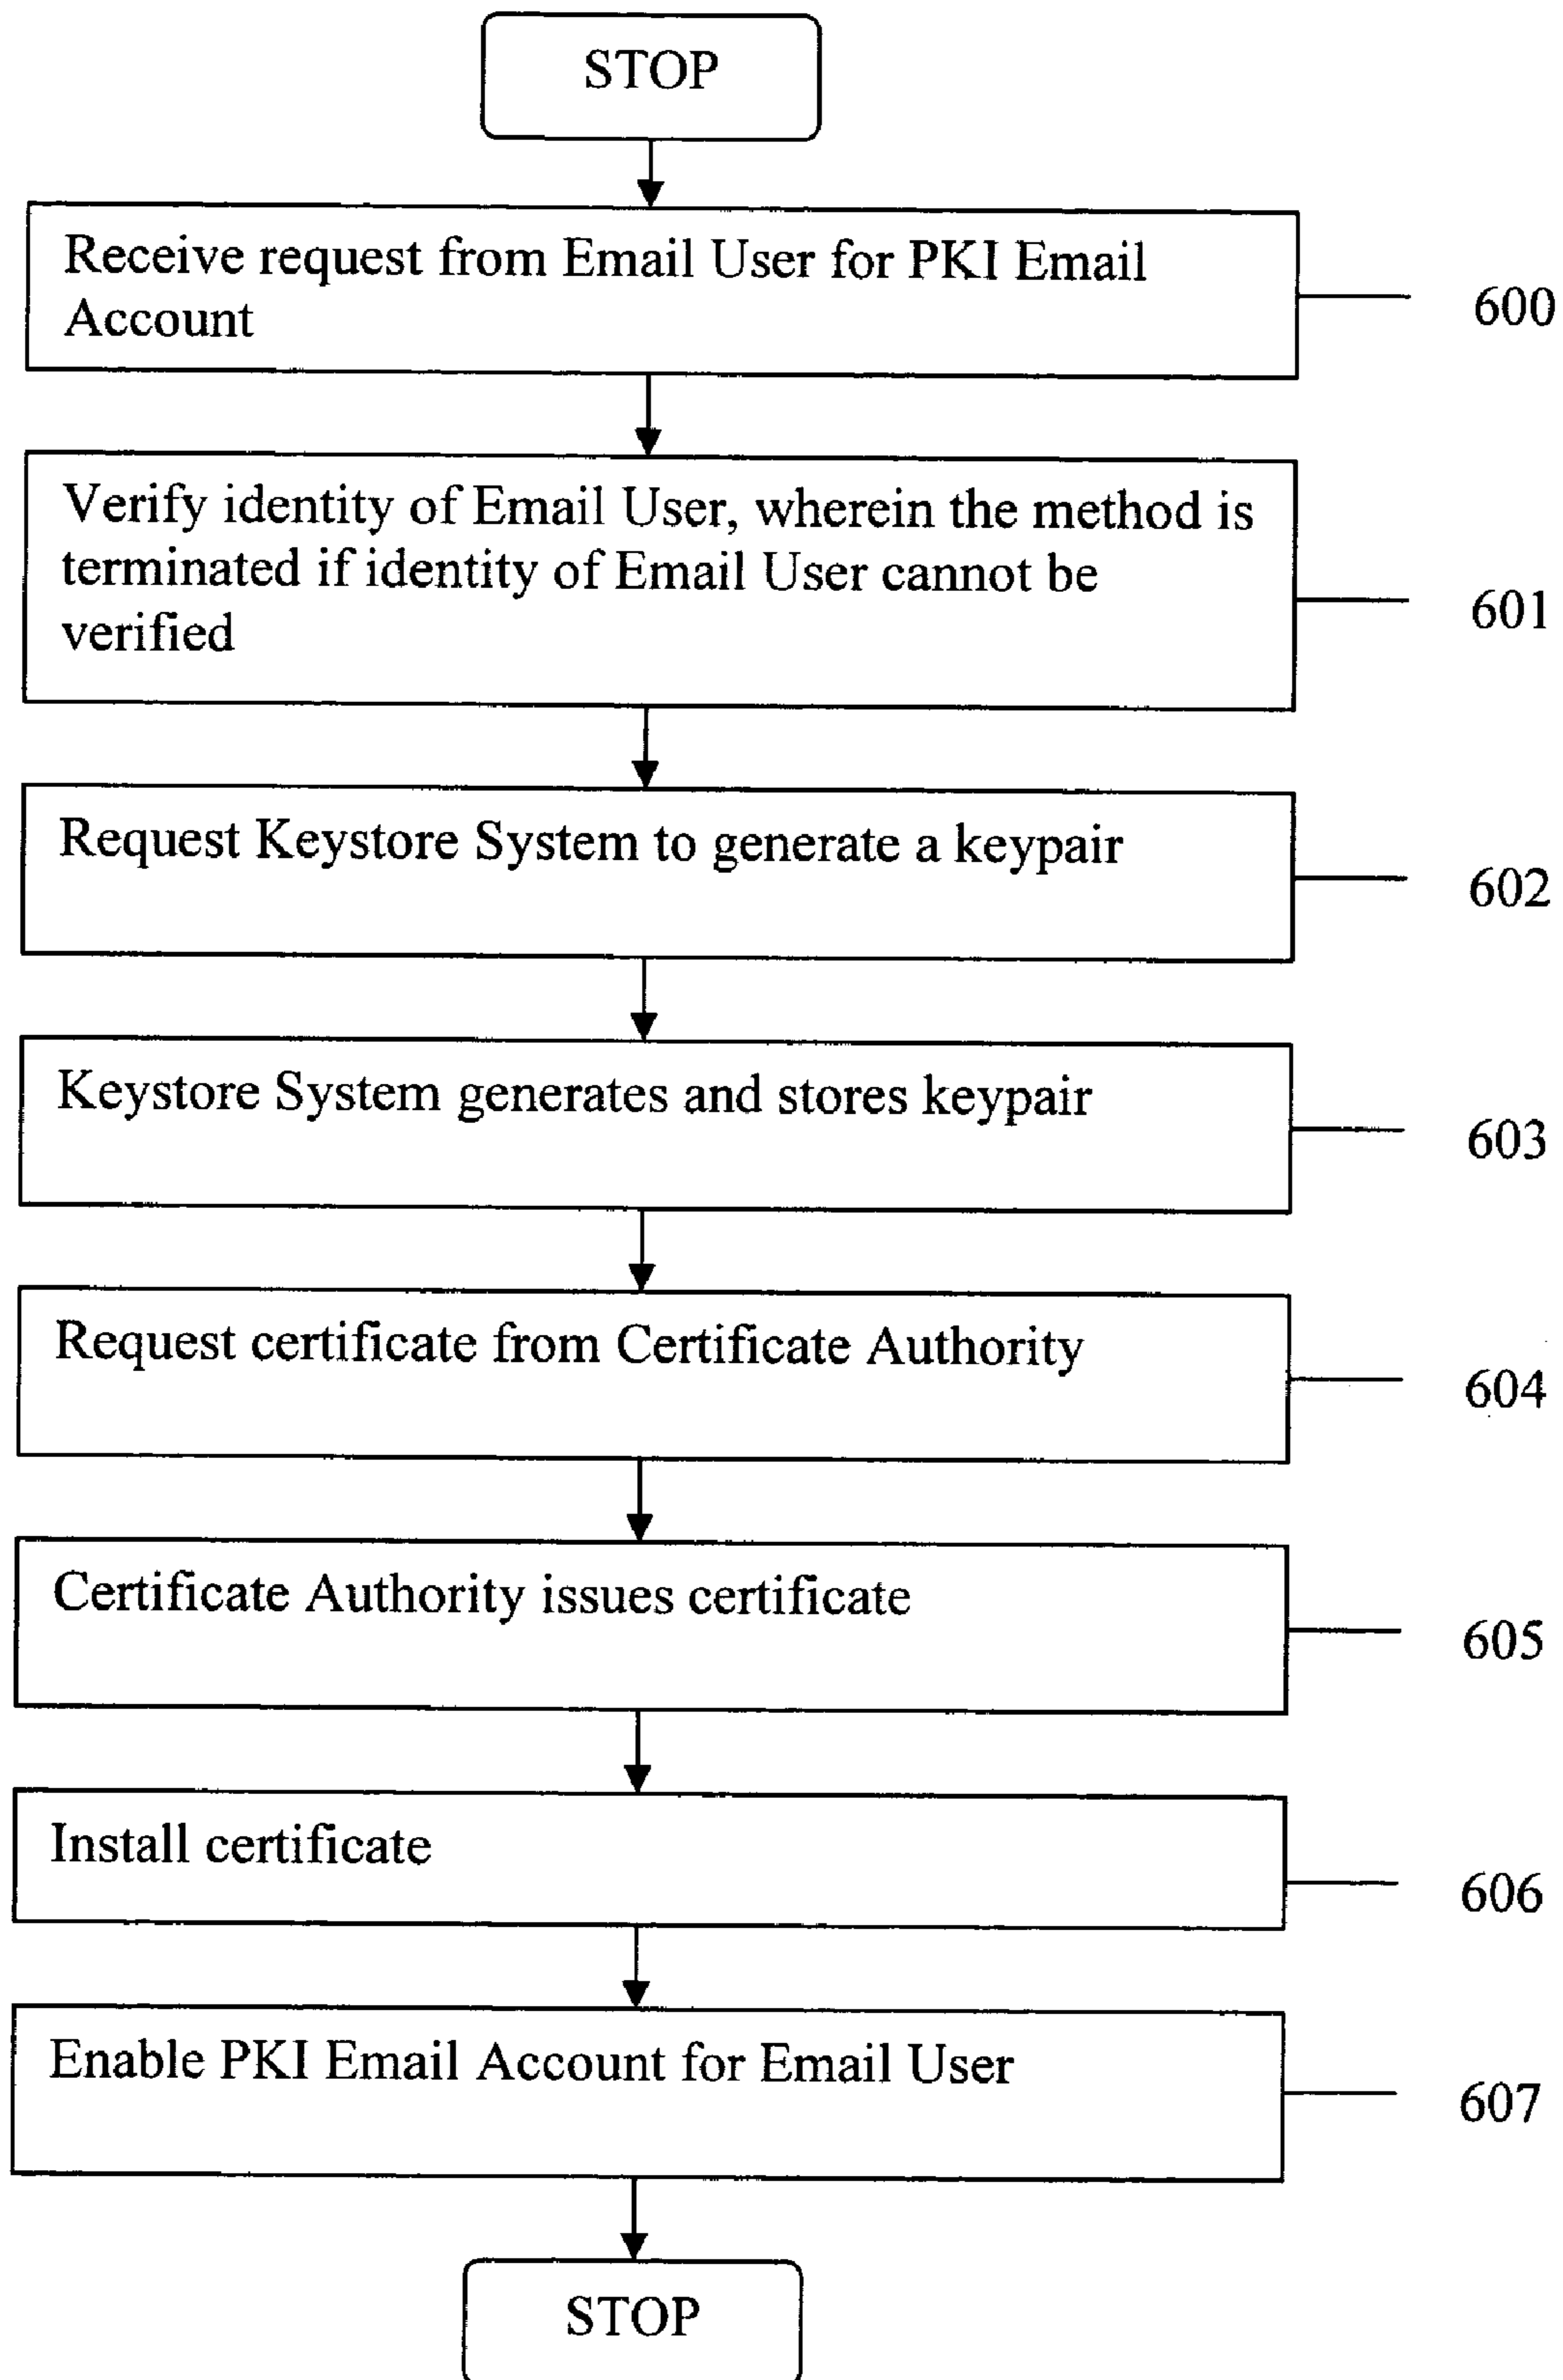 STOP
Receive request from Email User for PKI Email
Account
600
Verify identity of Email User, wherein the method is
terminated if identity of Email User cannot be
verified
601
Request Keystore System to generate a keypair
602
Keystore System generates and stores keypair
603
Request certificate from Certificate Authority
604
Certificate Authority issues certificate
605
Install certificate
606
Enable PKI Email Account for Email User
607
STOP